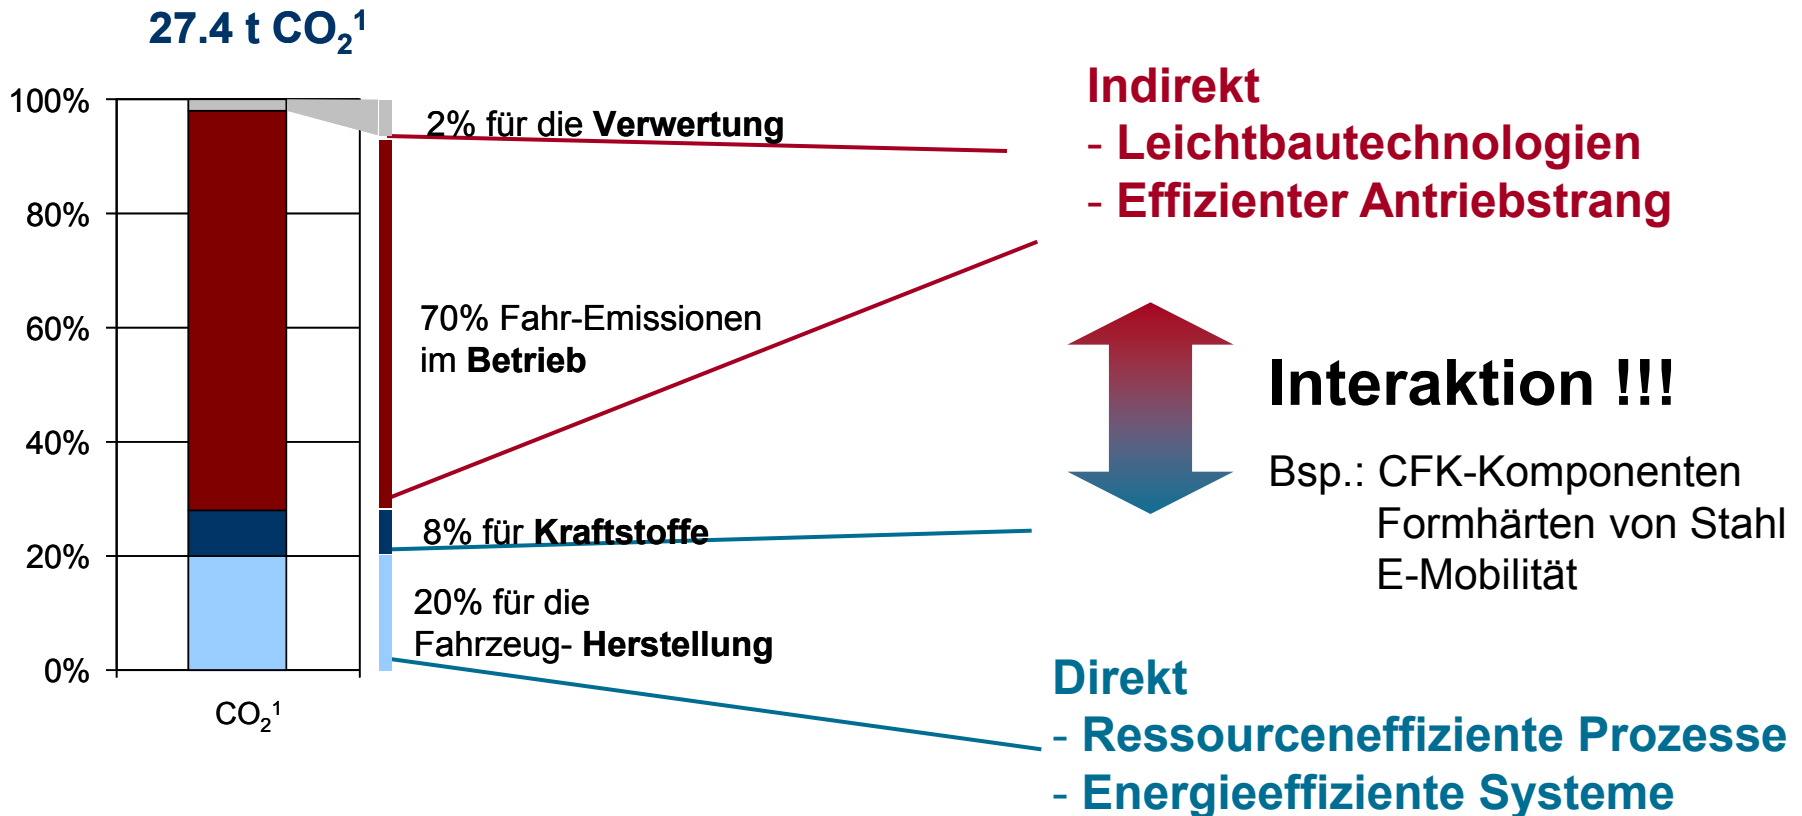 27.4 t CO₂¹
100%
80%
60%
40%
20%
0%
CO₂¹
2% für die Verwertung
70% Fahr-Emissionen
im Betrieb
8% für Kraftstoffe
20% für die
Fahrzeug- Herstellung
Indirekt
- Leichtbautechnologien
- Effizienter Antriebstrang
Interaktion !!!
Bsp.: CFK-Komponenten
Formhärten von Stahl
E-Mobilität
Direkt
- Ressourceneffiziente Prozesse
- Energieeffiziente Systeme